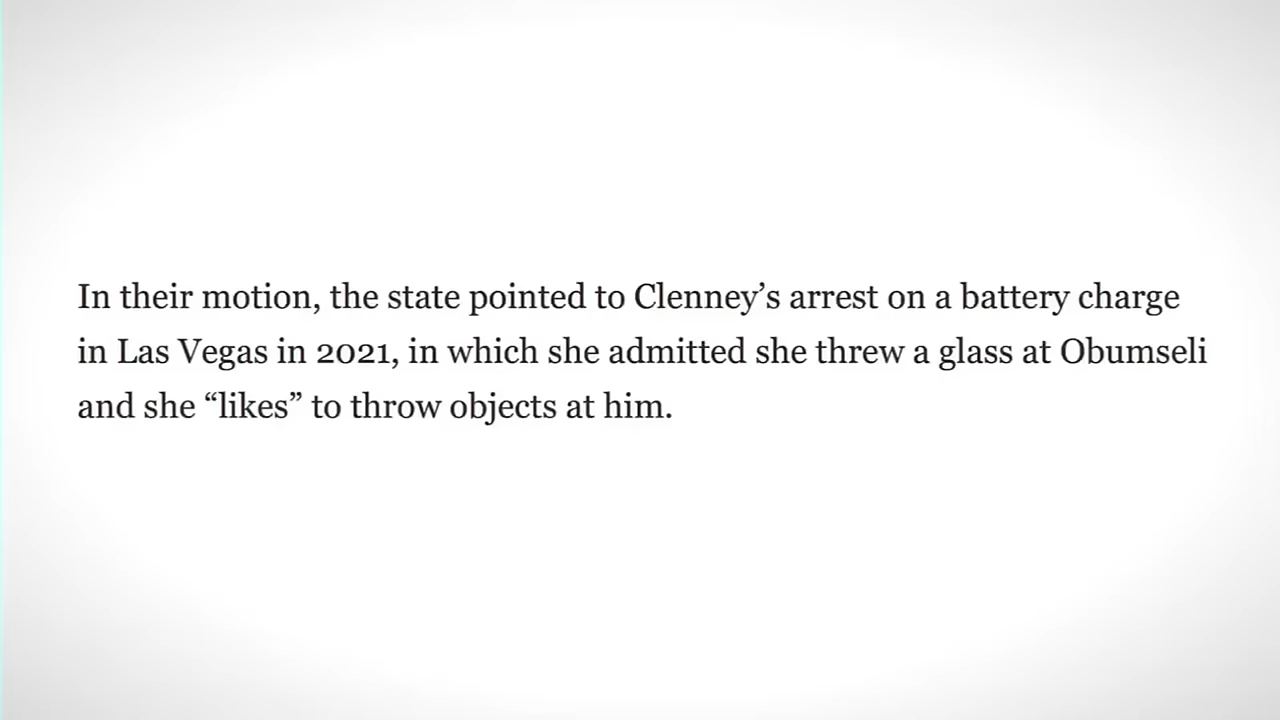 In their motion, the state pointed to Clenney’s arrest on a battery charge
in Las Vegas in 2021, in which she admitted she threw a glass at Obumseli
and she “likes” to throw objects at him.